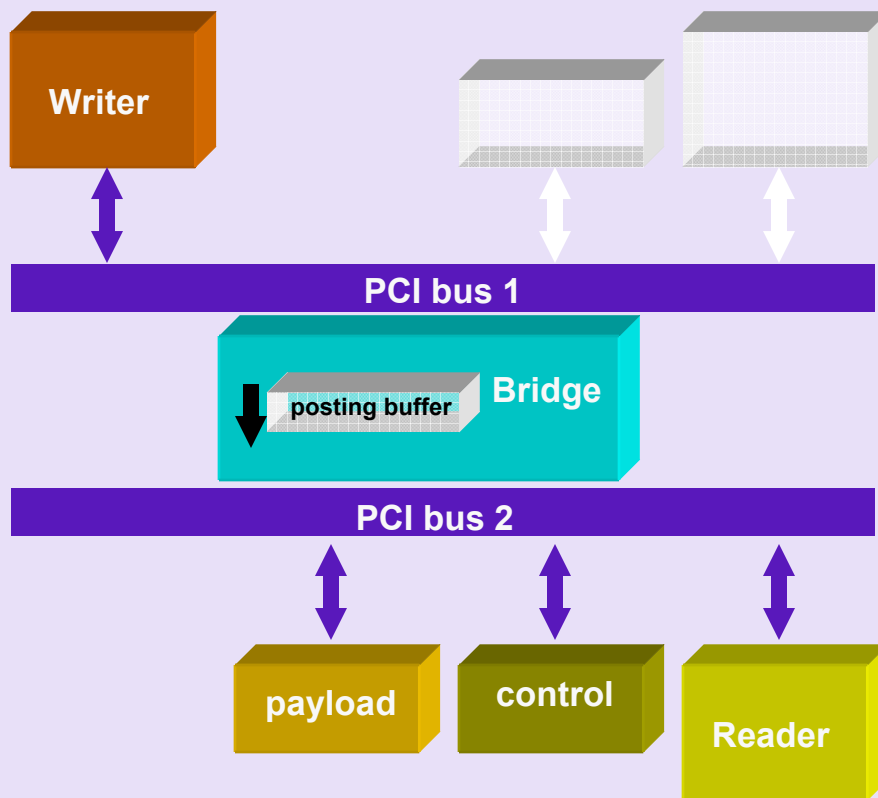 Writer
PCI bus 1
Bridge
posting buffer
PCI bus 2
payload
control
Reader